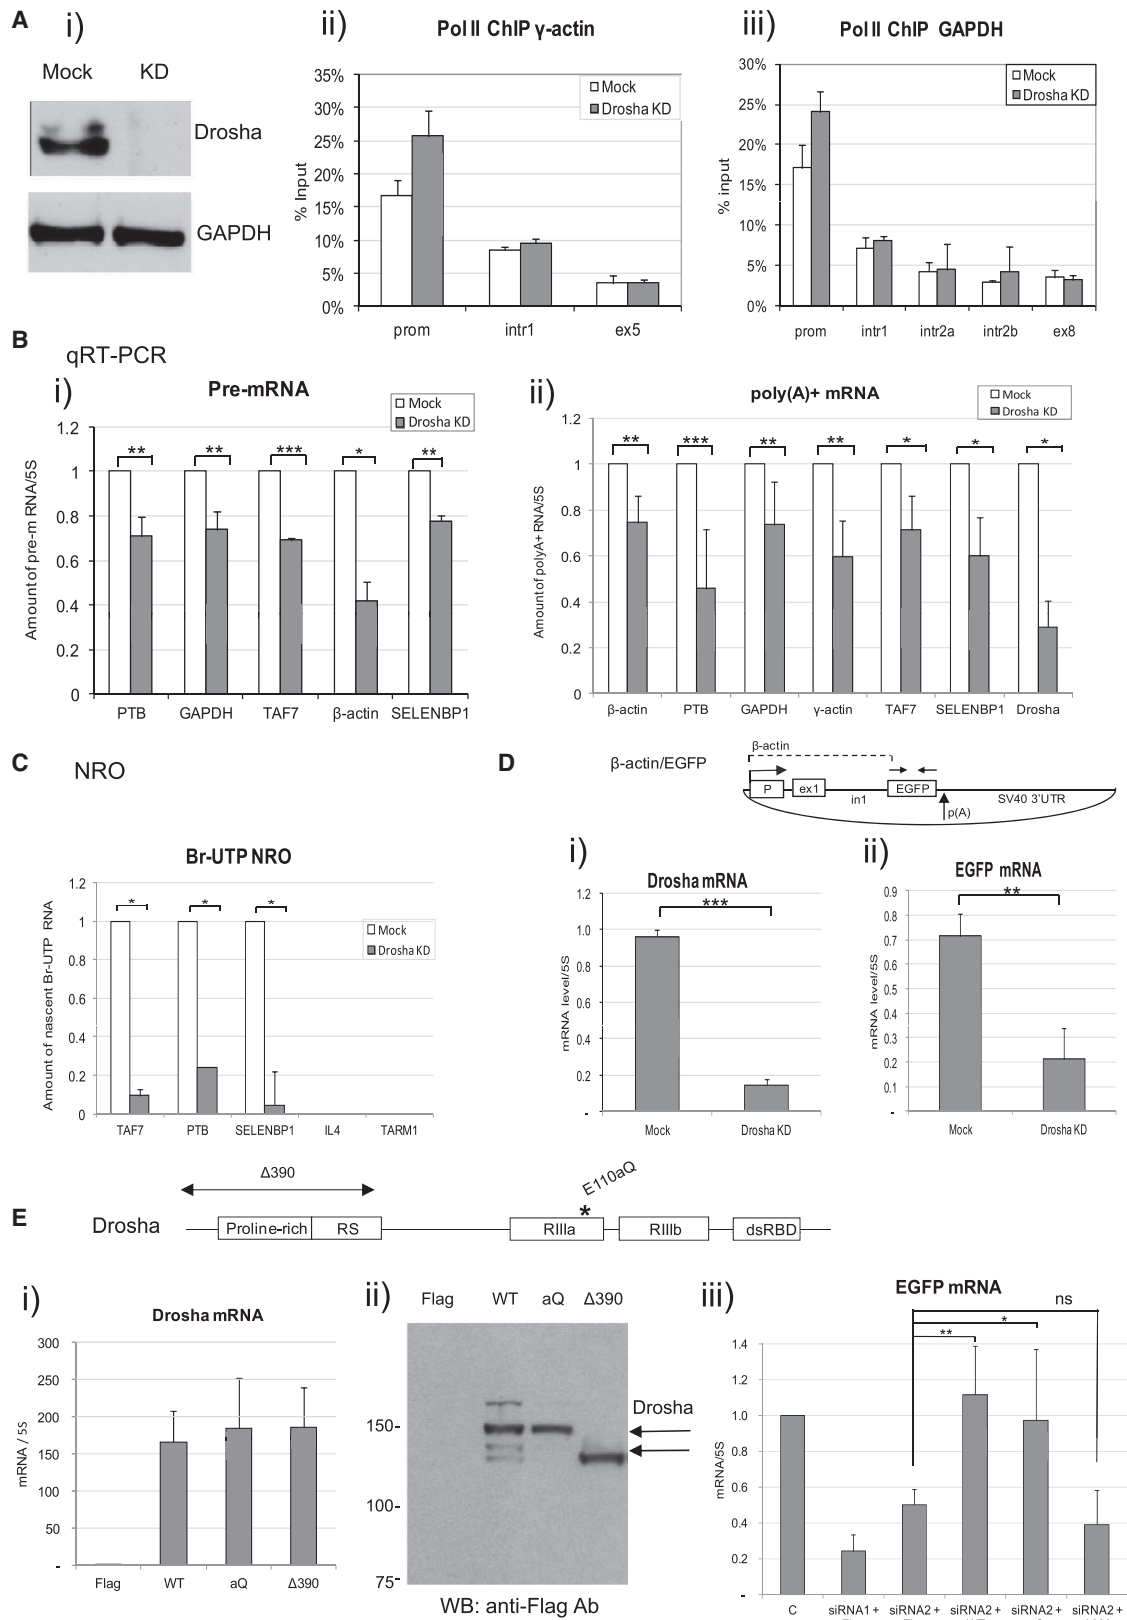 A
i)
Mock KD
Drosha
GAPDH
ii)
Pol II ChIP γ-actin
Mock
Drosha KD
% Input
35%
30%
25%
20%
15%
10%
5%
0%
prom intr1 ex5
iii)
Pol II ChIP GAPDH
Mock
Drosha KD
% input
30%
25%
20%
15%
10%
5%
0%
prom intr1 intr2a intr2b ex8
B
qRT-PCR
i)
Pre-mRNA
Mock
Drosha KD
Amount of pre-m RNA/5S
1.2
1
0.8
0.6
0.4
0.2
0
** ** *** * **
PTB GAPDH TAF7 β-actin SELENBP1
ii)
poly(A)+ mRNA
Mock
Drosha KD
Amount of polyA+ RNA/5S
1.2
1
0.8
0.6
0.4
0.2
0
** *** ** ** * * *
β-actin PTB GAPDH γ-actin TAF7 SELENBP1 Drosha
C
NRO
Br-UTP NRO
Mock
Drosha KD
Amount of nascent Br-UTP RNA
1.2
1
0.8
0.6
0.4
0.2
0
* * *
TAF7 PTB SELENBP1 IL4 TARM1
D
β-actin/EGFP
β-actin
P ex1 in1 EGFP SV40 3'UTR
p(A)
i)
Drosha mRNA
mRNA level/5S
1.2
1.0
0.8
0.6
0.4
0.2
-
***
Mock Drosha KD
ii)
EGFP mRNA
mRNA level/5S
0.9
0.8
0.7
0.6
0.5
0.4
0.3
0.2
0.1
-
**
Mock Drosha KD
E
Δ390
E110aQ
*
Drosha
Proline-rich RS RIIIa RIIIb dsRBD
i)
Drosha mRNA
mRNA / 5S
300
250
200
150
100
50
-
Flag WT aQ Δ390
ii)
Flag WT aQ Δ390
150-
100-
75-
Drosha
WB: anti-Flag Ab
iii)
EGFP mRNA
mRNA/5S
1.4
1.2
1.0
0.8
0.6
0.4
0.2
-
ns
*
**
C siRNA1 + siRNA2 + siRNA2 + siRNA2 + siRNA2 +